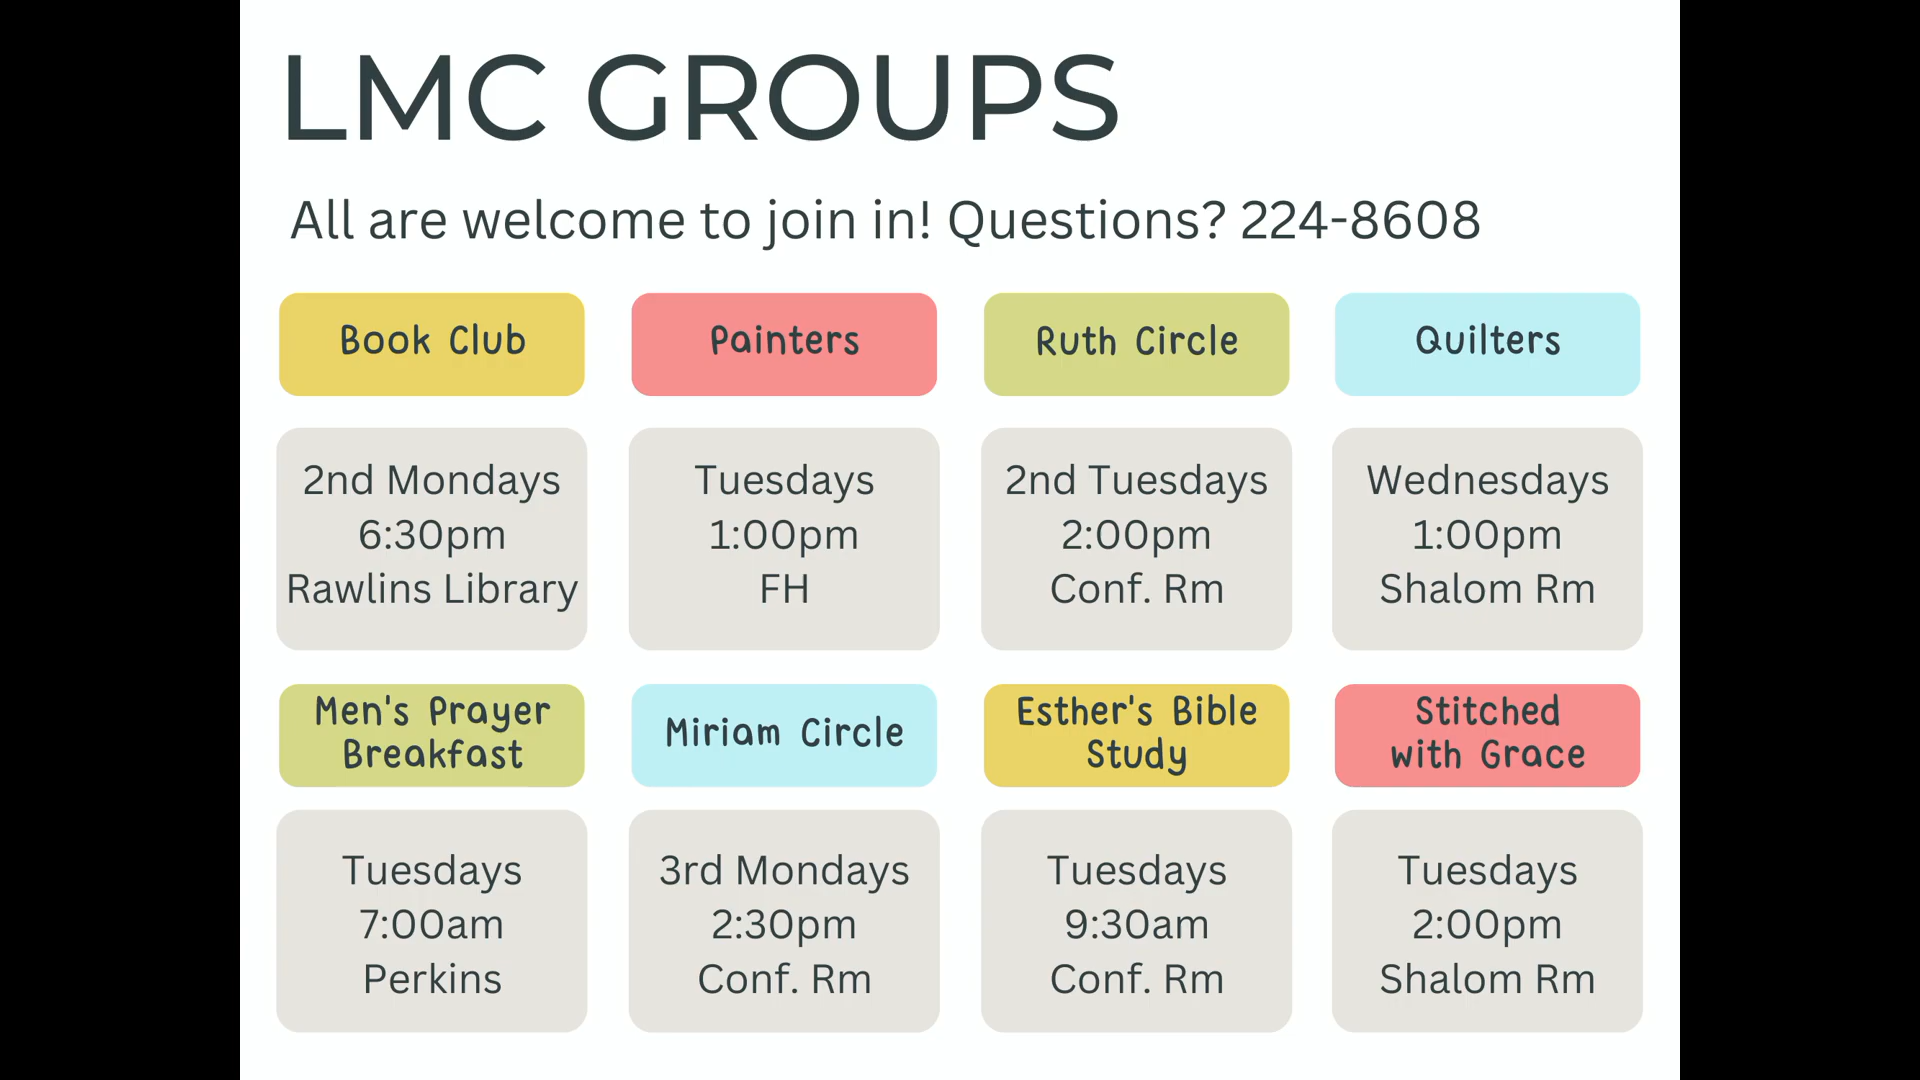 LMC GROUPS
All are welcome to join in! Questions? 224-8608
Book Club
2nd Mondays
6:30pm
Rawlins Library
Painters
Tuesdays
1:00pm
FH
Ruth Circle
2nd Tuesdays
2:00pm
Conf. Rm
Quilters
Wednesdays
1:00pm
Shalom Rm
Men's Prayer
Breakfast
Tuesdays
7:00am
Perkins
Miriam Circle
3rd Mondays
2:30pm
Conf. Rm
Esther's Bible
Study
Tuesdays
9:30am
Conf. Rm
Stitched
with Grace
Tuesdays
2:00pm
Shalom Rm